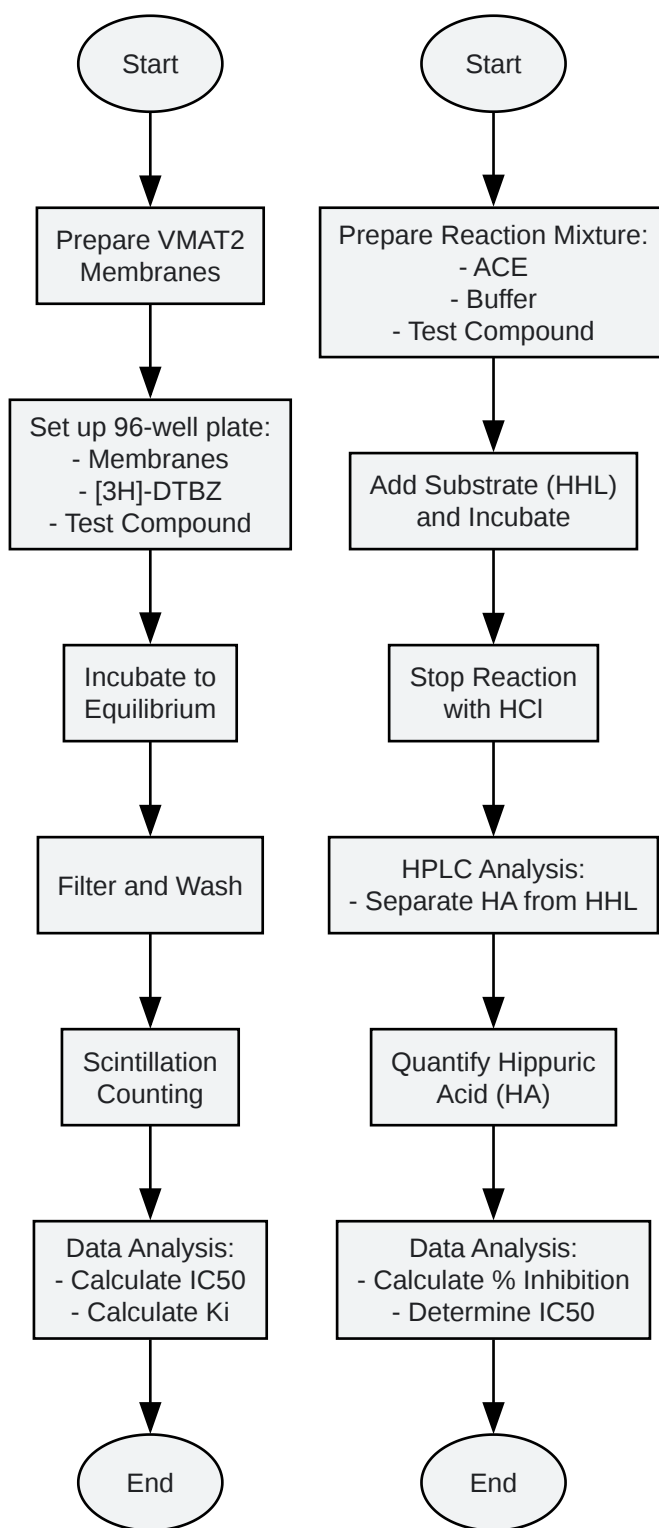 Start
Prepare VMAT2
Membranes
Set up 96-well plate:
- Membranes
- [3H]-DTBZ
- Test Compound
Incubate to
Equilibrium
Filter and Wash
Scintillation
Counting
Data Analysis:
- Calculate IC50
- Calculate Ki
End
Start
Prepare Reaction Mixture:
- ACE
- Buffer
- Test Compound
Add Substrate (HHL)
and Incubate
Stop Reaction
with HCl
HPLC Analysis:
- Separate HA from HHL
Quantify Hippuric
Acid (HA)
Data Analysis:
- Calculate % Inhibition
- Determine IC50
End